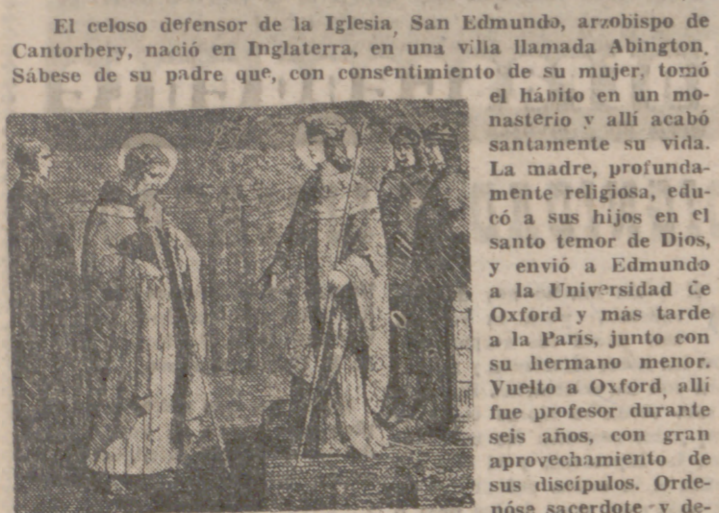 El celoso defensor de la Iglesia, San Edmundo, arzobispo de
Cantorbery, nació en Inglaterra, en una villa llamada Abington.
Sábese de su padre que, con consentimiento de su mujer, tomó
el hábito en un mo-
nasterio y allí acabó
santamente su vida.
La madre, profunda-
mente religiosa, edu-
có a sus hijos en el
santo temor de Dios,
y envió a Edmundo
a la Universidad de
Oxford y más tarde
a la París, junto con
su hermano menor.
Vuelto a Oxford, allí
fue profesor durante
seis años, con gran
aprovechamiento de
sus discípulos. Orde-
nóse sacerdote y de-